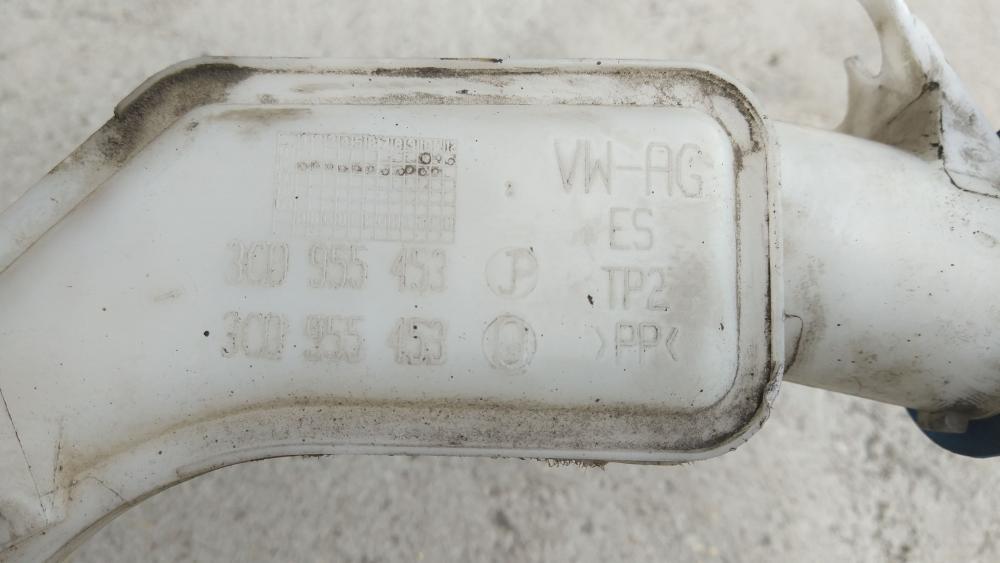 VW-AG
ES
3C0 955 453 J
TP2
3C0 955 453 Q
>PP<